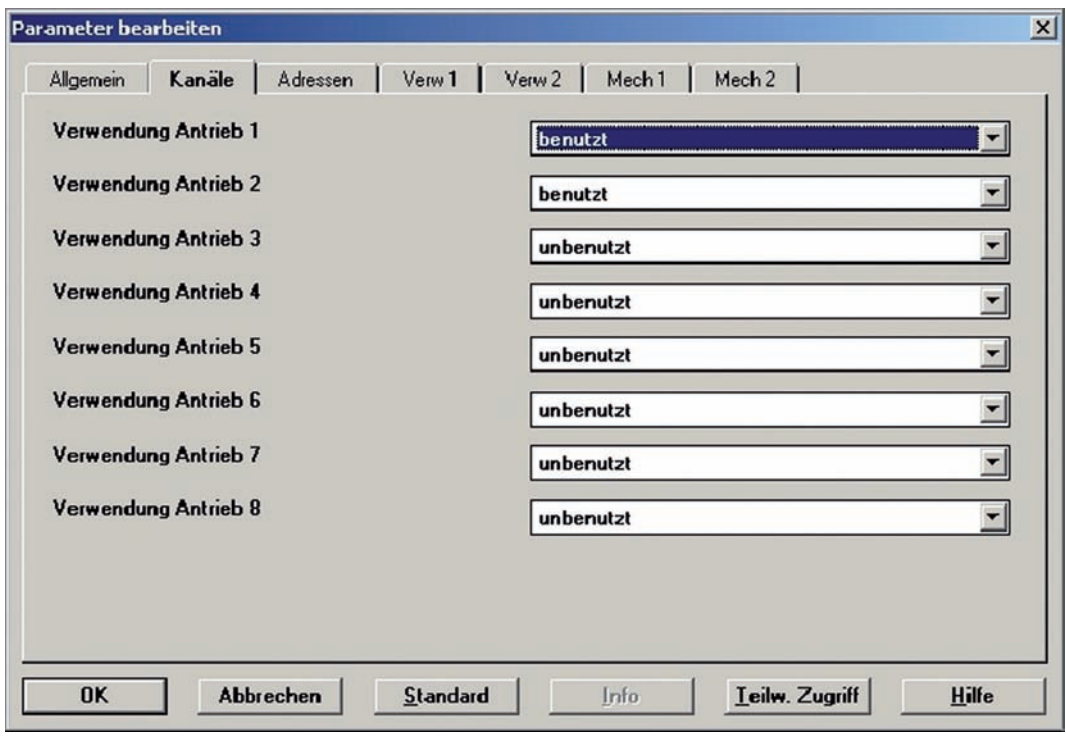 Parameter bearbeiten
Allgemein Kanäle Adressen Verw 1 Verw 2 Mech 1 Mech 2
Verwendung Antrieb 1 benutzt
Verwendung Antrieb 2 benutzt
Verwendung Antrieb 3 unbenutzt
Verwendung Antrieb 4 unbenutzt
Verwendung Antrieb 5 unbenutzt
Verwendung Antrieb 6 unbenutzt
Verwendung Antrieb 7 unbenutzt
Verwendung Antrieb 8 unbenutzt
OK Abbrechen Standard Info Teilw. Zugriff Hilfe